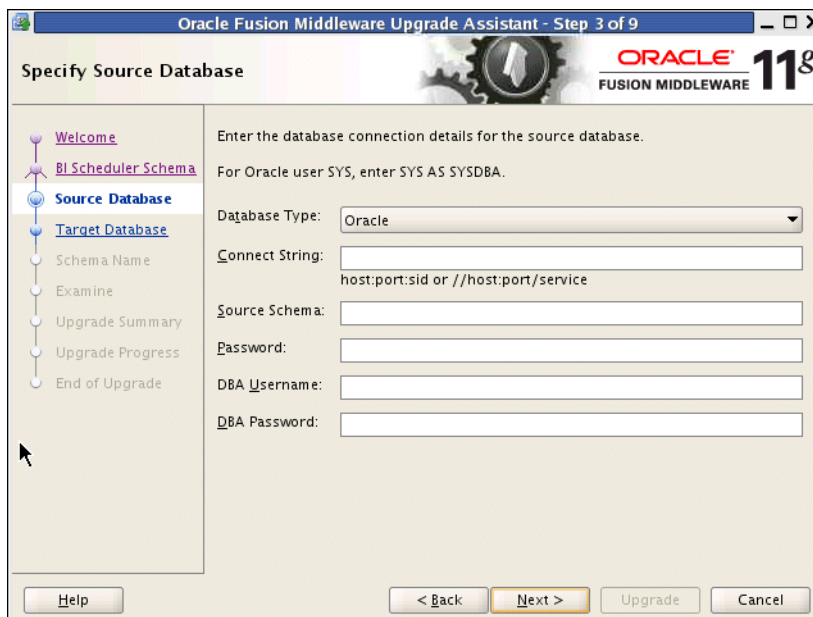 Oracle Fusion Middleware Upgrade Assistant - Step 3 of 9
Specify Source Database
ORACLE
FUSION MIDDLEWARE
11g
Welcome
BI Scheduler Schema
Source Database
Target Database
Schema Name
Examine
Upgrade Summary
Upgrade Progress
End of Upgrade
Enter the database connection details for the source database.
For Oracle user SYS, enter SYS AS SYSDBA.
Database Type: Oracle
Connect String:
host:port:sid or //host:port/service
Source Schema:
Password:
DBA Username:
DBA Password:
Help
< Back
Next >
Upgrade
Cancel